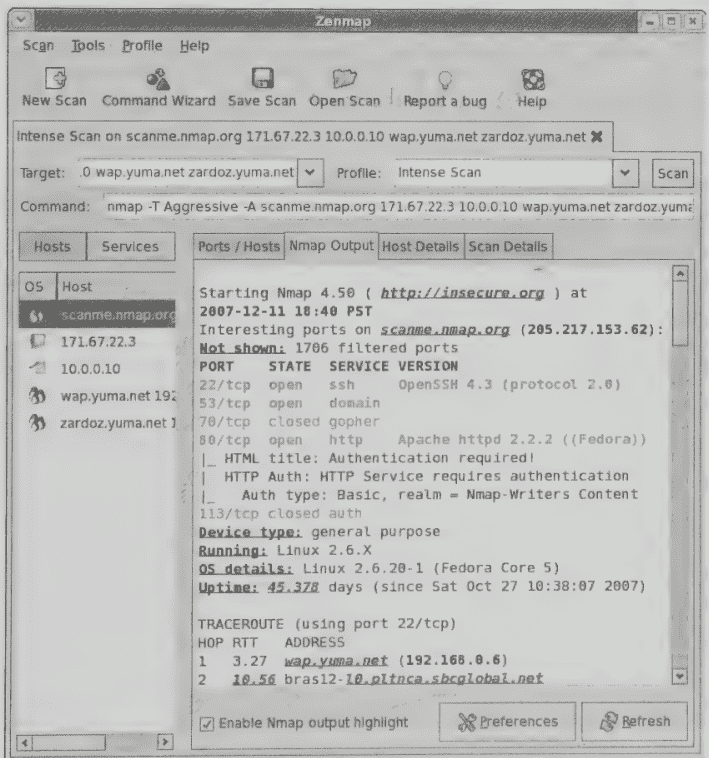 Zenmap
Scan Tools Profile Help
New Scan Command Wizard Save Scan Open Scan Report a bug Help
Intense Scan on scanme.nmap.org 171.67.22.3 10.0.0.10 wap.yuma.net zardoz.yuma.net
Target: .0 wap.yuma.net zardoz.yuma.net Profile: Intense Scan Scan
Command: nmap -T Aggressive -A scanme.nmap.org 171.67.22.3 10.0.0.10 wap.yuma.net zardoz.yuma
Hosts Services
OS Host
scanme.nmap.org
171.67.22.3
10.0.0.10
wap.yuma.net 192
zardoz.yuma.net 1
Ports / Hosts Nmap Output Host Details Scan Details
Starting Nmap 4.50 ( http://insecure.org ) at
2007-12-11 18:40 PST
Interesting ports on scanme.nmap.org (205.217.153.62):
Not shown: 1706 filtered ports
PORT STATE SERVICE VERSION
22/tcp open ssh OpenSSH 4.3 (protocol 2.0)
53/tcp open domain
70/tcp closed gopher
80/tcp open http Apache httpd 2.2.2 ((Fedora))
|_ HTML title: Authentication required!
| HTTP Auth: HTTP Service requires authentication
|_ Auth type: Basic, realm = Nmap-Writers Content
113/tcp closed auth
Device type: general purpose
Running: Linux 2.6.X
OS details: Linux 2.6.20-1 (Fedora Core 5)
Uptime: 45.378 days (since Sat Oct 27 10:38:07 2007)
TRACEROUTE (using port 22/tcp)
HOP RTT ADDRESS
1 3.27 wap.yuma.net (192.168.0.6)
2 10.56 bras12-l0.pltnca.sbcglobal.net
Enable Nmap output highlight Preferences Refresh